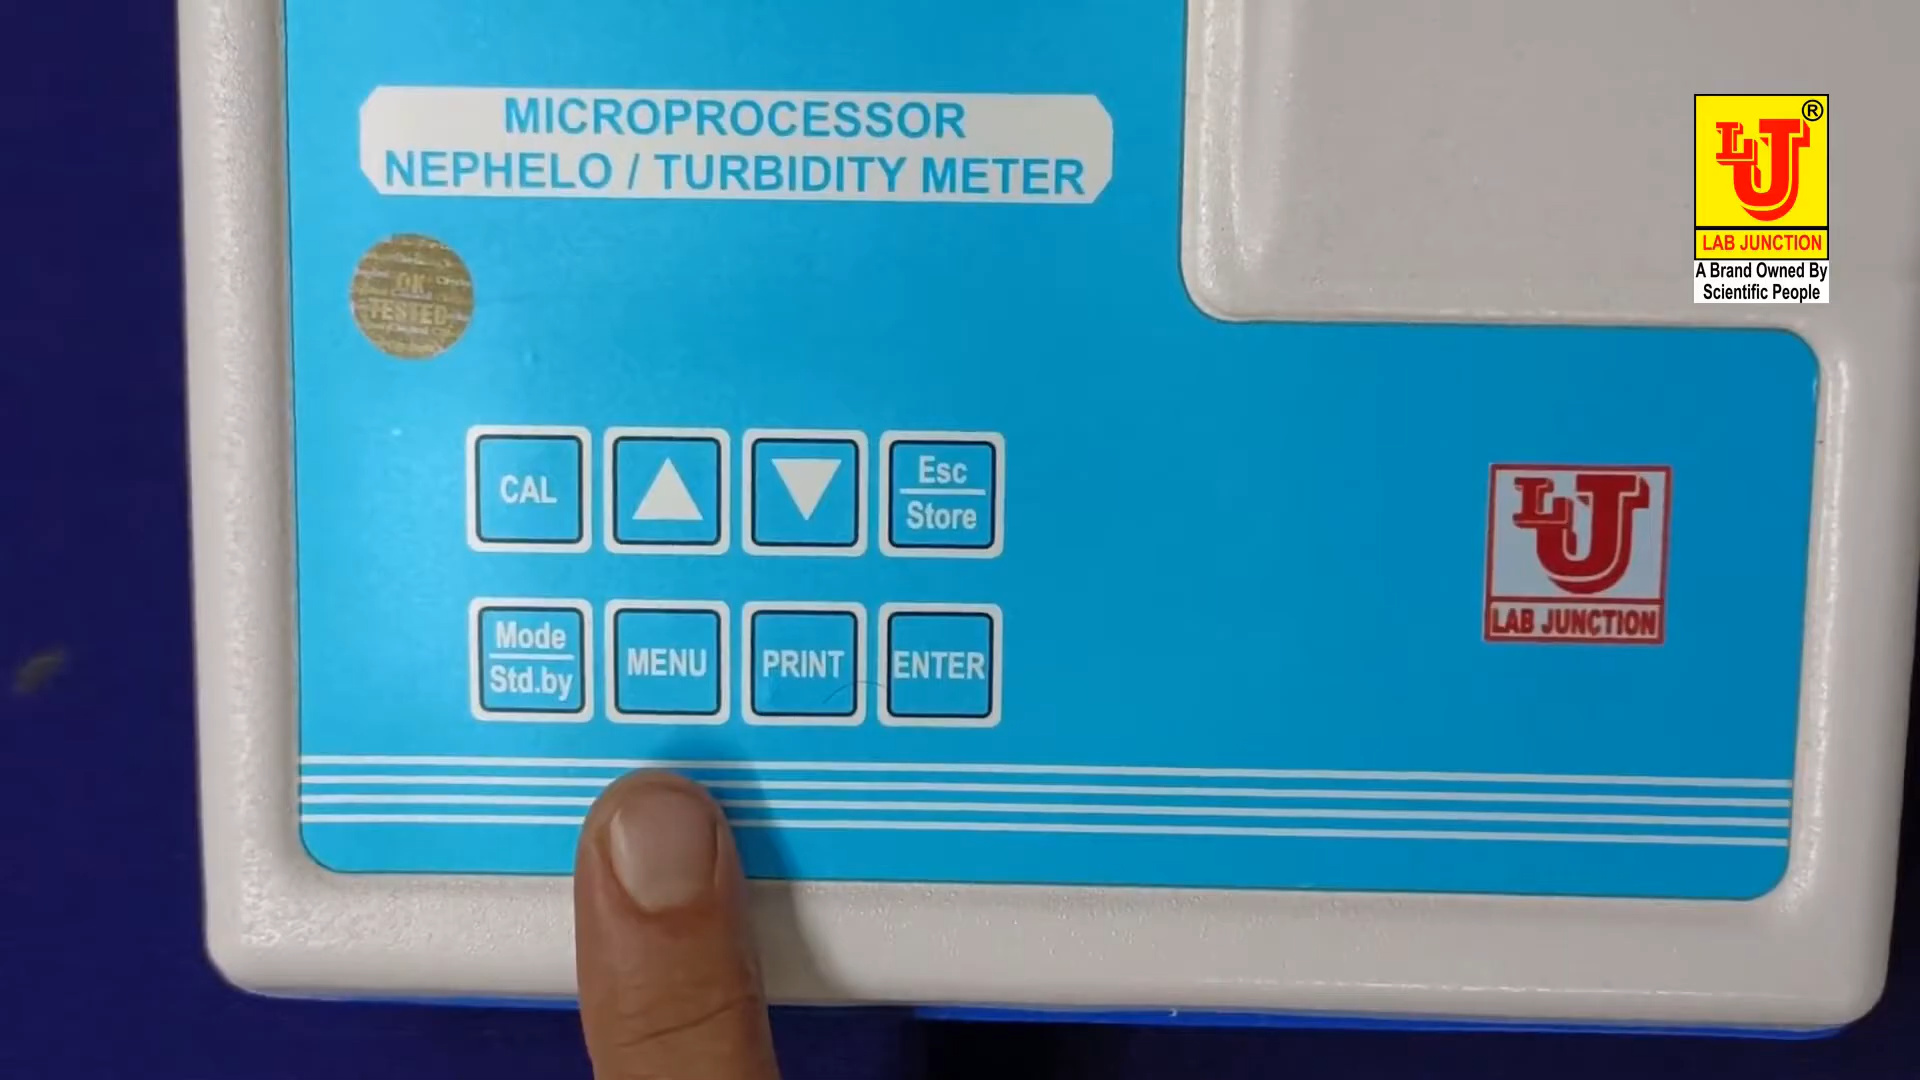 MICROPROCESSOR
NEPHELO / TURBIDITY METER
LJ ®
LAB JUNCTION
A Brand Owned By
Scientific People
OK
TESTED
CAL
Esc
Store
Mode
Std.by
MENU
PRINT
ENTER
LJ
LAB JUNCTION